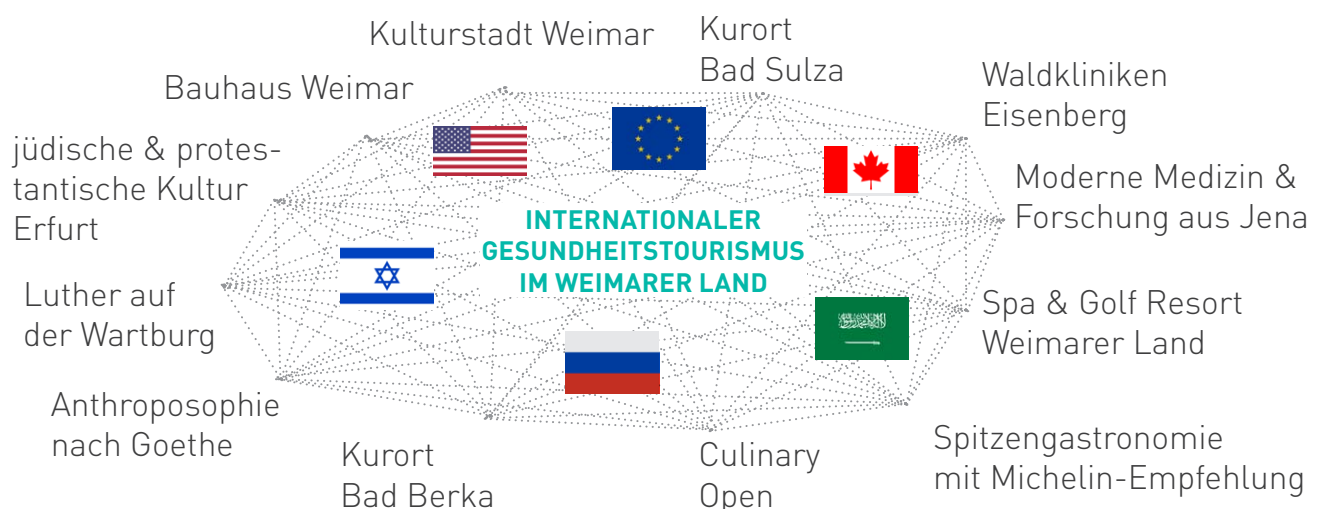 Kulturstadt Weimar
Kurort
Bad Sulza
Waldkliniken
Eisenberg
Bauhaus Weimar
jüdische & protes-
tantische Kultur
Erfurt
Moderne Medizin &
Forschung aus Jena
INTERNATIONALER
GESUNDHEITSTOURISMUS
IM WEIMARER LAND
Luther auf
der Wartburg
Spa & Golf Resort
Weimarer Land
Anthroposophie
nach Goethe
Kurort
Bad Berka
Culinary
Open
Spitzengastronomie
mit Michelin-Empfehlung